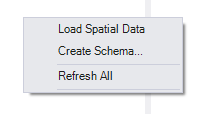 Load Spatial Data
Create Schema...
Refresh All